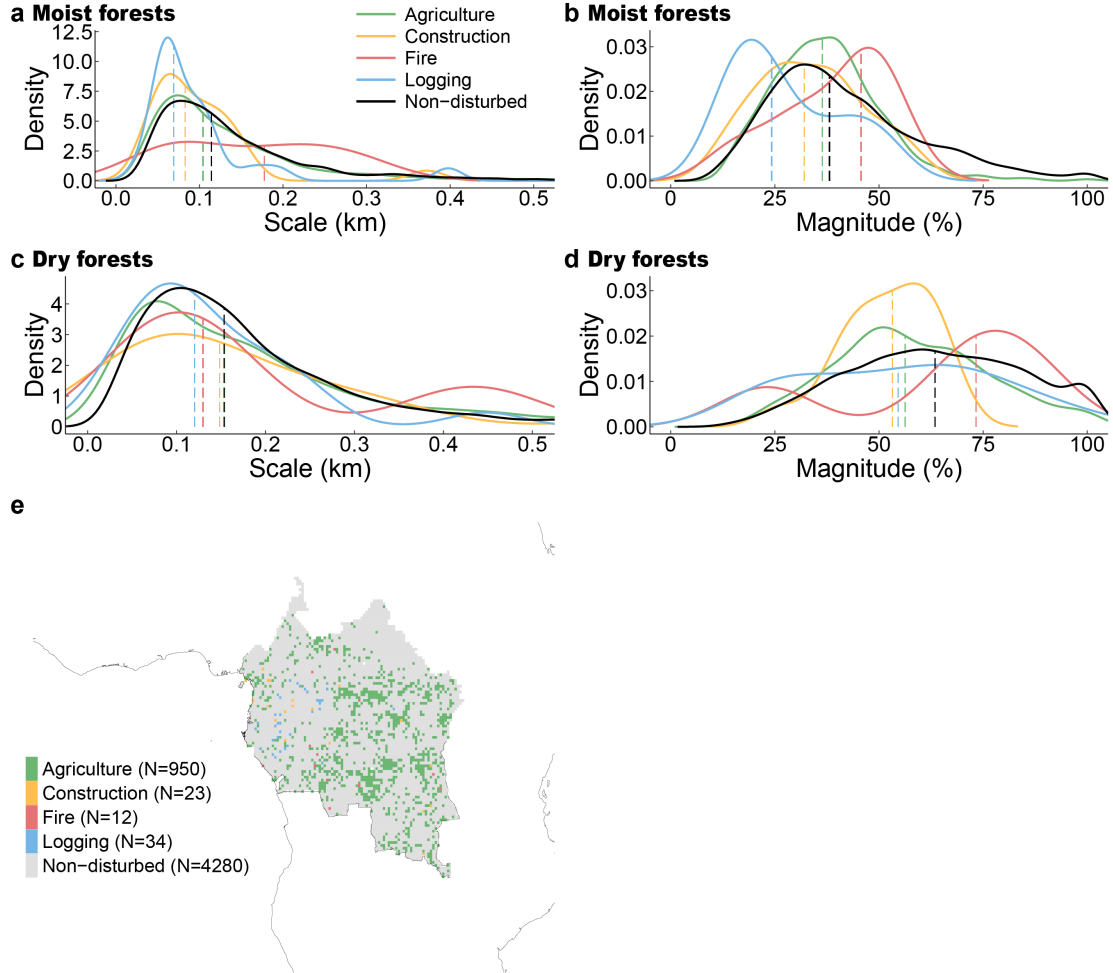 a Moist forests
12.5
10.0
7.5
5.0
2.5
0.0
Density
0.0 0.1 0.2 0.3 0.4 0.5
Scale (km)
Agriculture
Construction
Fire
Logging
Non−disturbed
b Moist forests
0.03
0.02
0.01
0.00
Density
0 25 50 75 100
Magnitude (%)
c Dry forests
4
3
2
1
0
Density
0.0 0.1 0.2 0.3 0.4 0.5
Scale (km)
d Dry forests
0.03
0.02
0.01
0.00
Density
0 25 50 75 100
Magnitude (%)
e
Agriculture (N=950)
Construction (N=23)
Fire (N=12)
Logging (N=34)
Non−disturbed (N=4280)